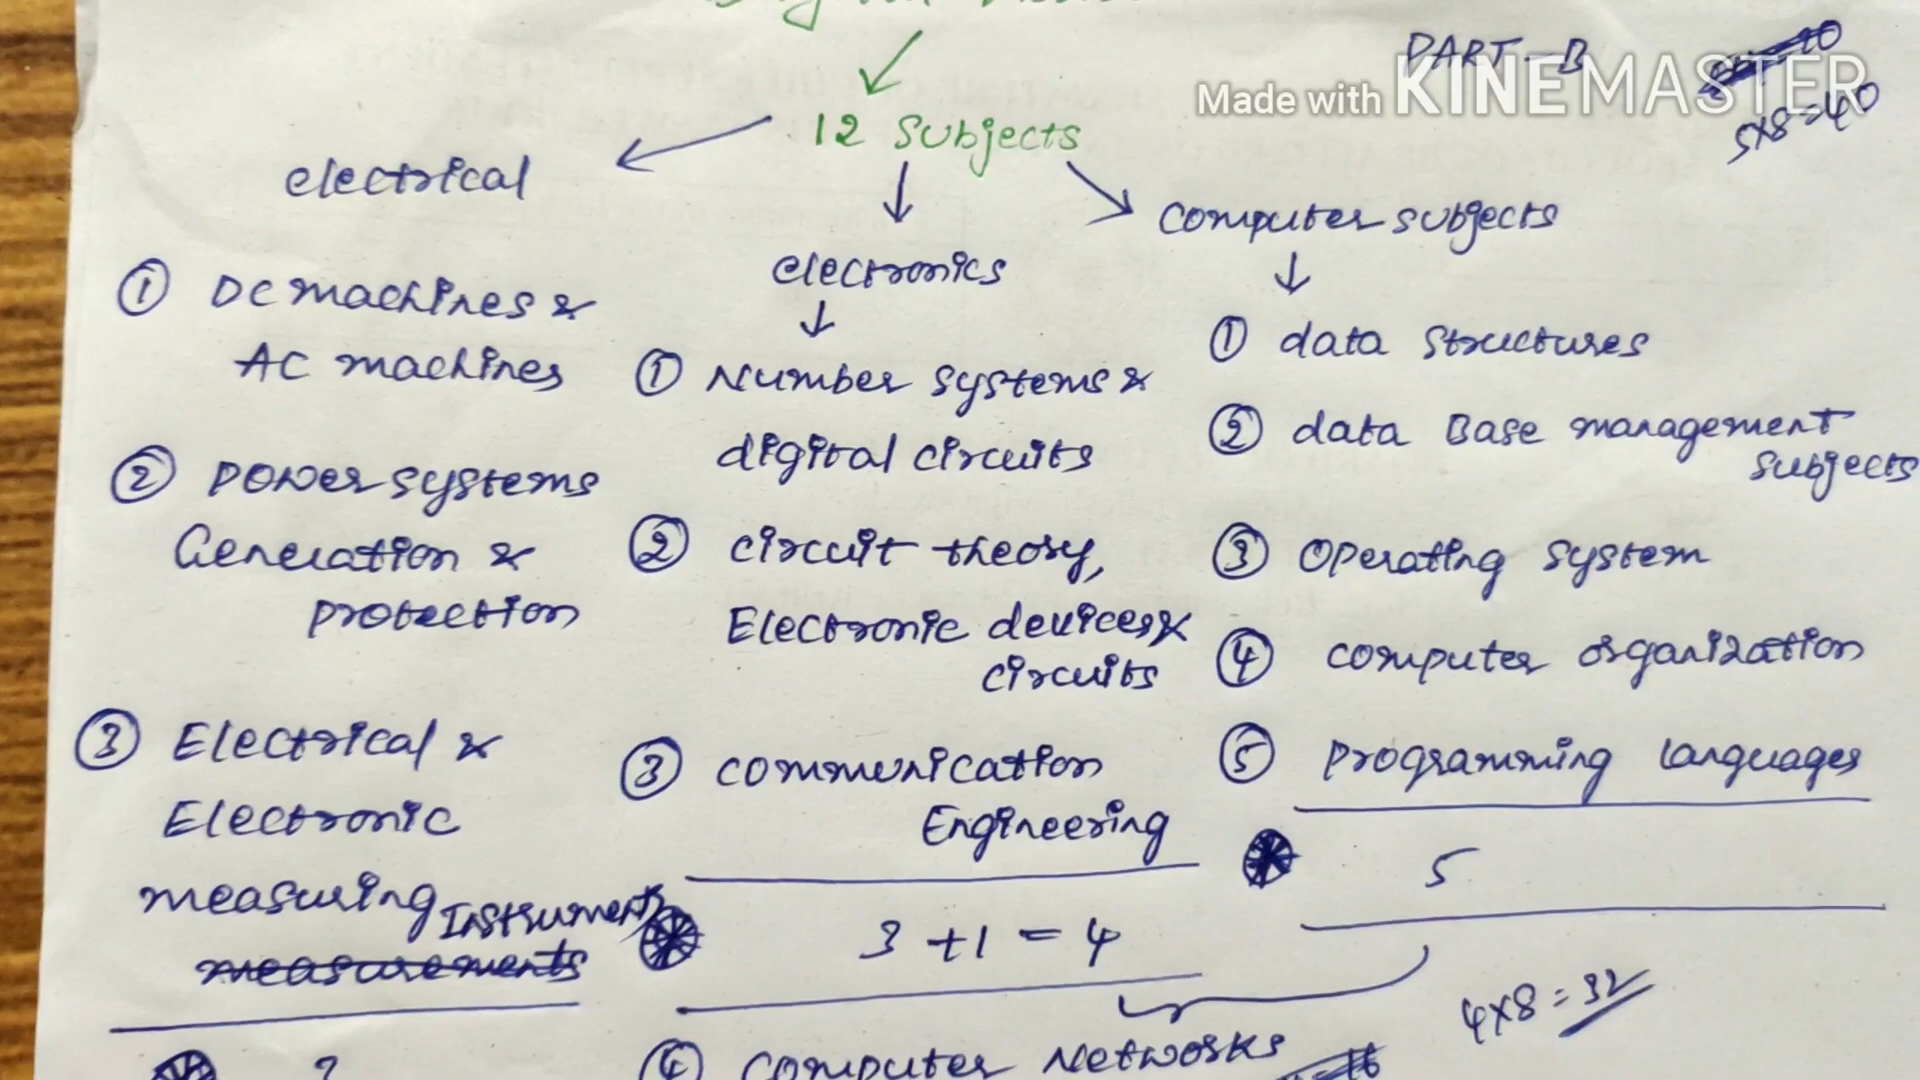 PART-B
Made with KINEMASTER
5x8=40
12 Subjects
electrical
① DC machines &
AC machines
② Power systems
Generation &
protection
③ Electrical &
Electronic
measuring Instruments
measurements
electronics
① Number systems &
digital circuits
② circuit theory,
Electronic devices &
circuits
③ communication
Engineering
3 +1 = 4
④ computer Networks
computer subjects
① data structures
② data Base management
subjects
③ Operating system
④ computer organization
⑤ programming languages
5
4x8=32